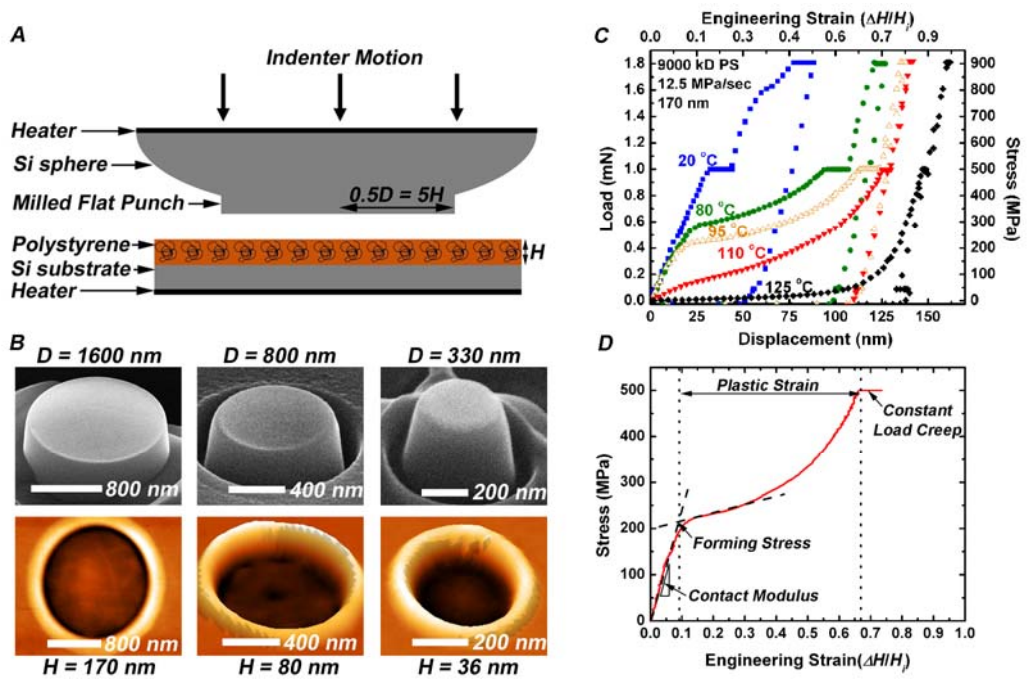 A
Indenter Motion
Heater
Si sphere
Milled Flat Punch
0.5D = 5H
Polystyrene
H
Si substrate
Heater
B
D = 1600 nm
D = 800 nm
D = 330 nm
800 nm
400 nm
200 nm
800 nm
400 nm
200 nm
H = 170 nm
H = 80 nm
H = 36 nm
C
Engineering Strain (ΔH/Hᵢ)
0.0 0.1 0.3 0.4 0.6 0.7 0.9
9000 kD PS
12.5 MPa/sec
170 nm
20 °C
80 °C
95 °C
110 °C
125 °C
Load (mN)
1.8
1.6
1.4
1.2
1.0
0.8
0.6
0.4
0.2
0.0
Stress (MPa)
900
800
700
600
500
400
300
200
100
0
0 25 50 75 100 125 150
Displacement (nm)
D
Plastic Strain
Constant
Load Creep
Forming Stress
Contact Modulus
Stress (MPa)
500
400
300
200
100
0
0.0 0.1 0.2 0.3 0.4 0.5 0.6 0.7 0.8 0.9 1.0
Engineering Strain(ΔH/Hᵢ)